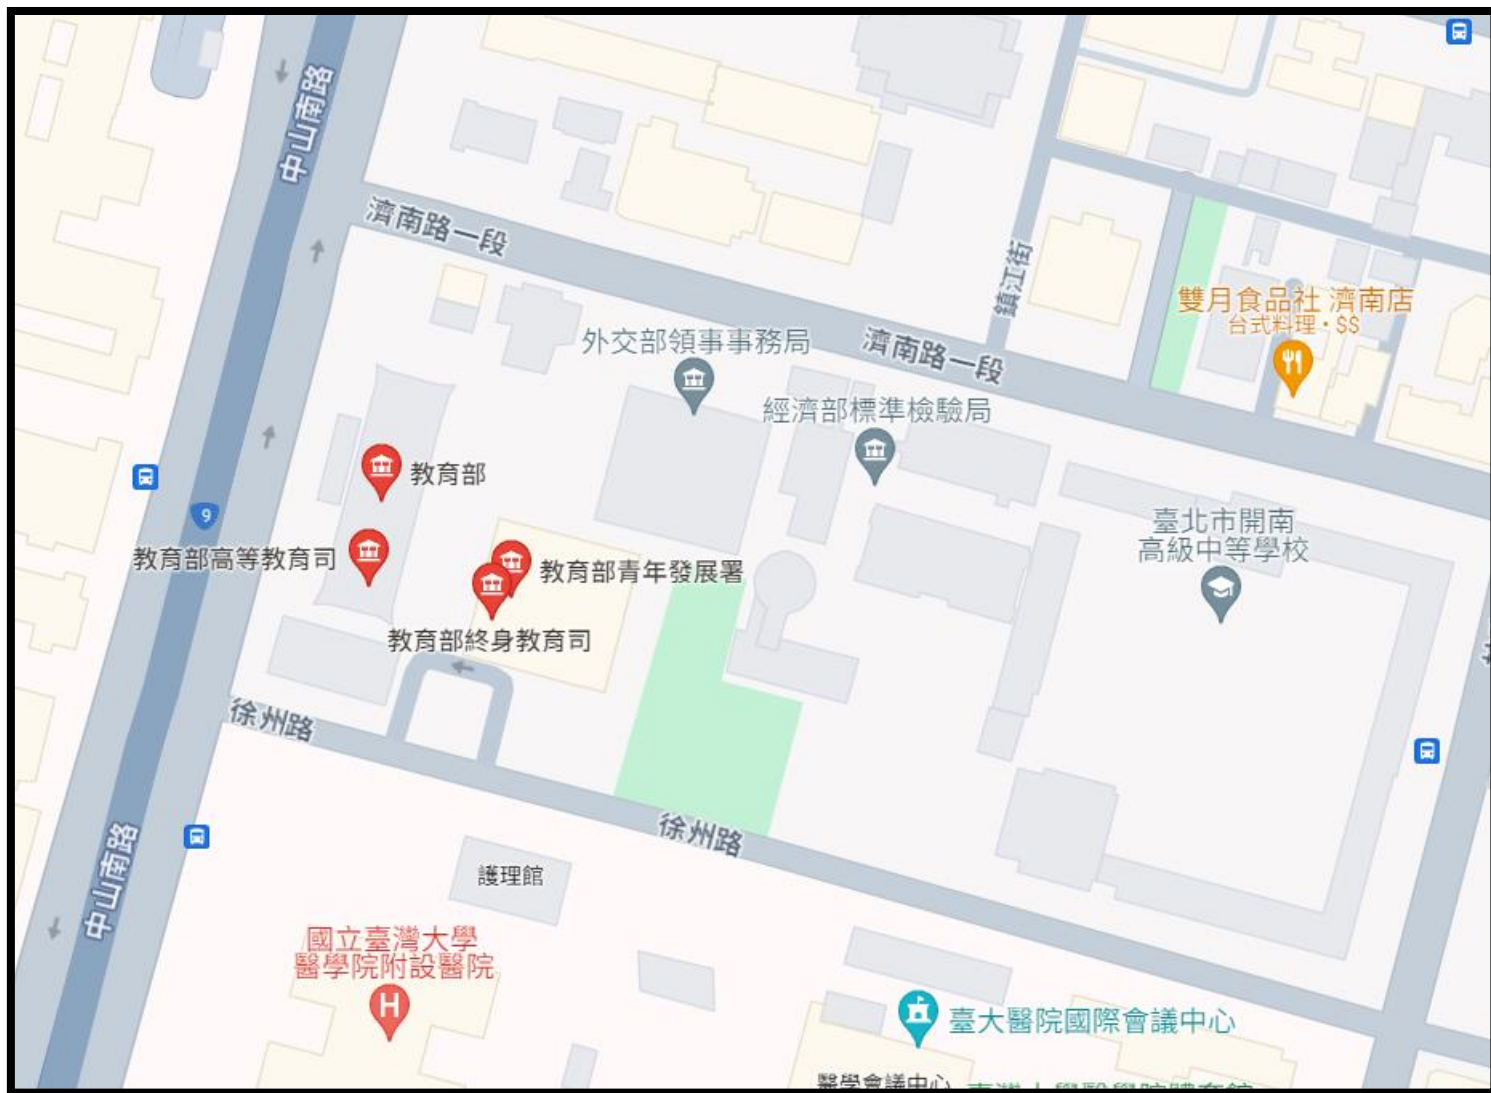 中山南路
濟南路一段
鎮江街
雙月食品社 濟南店
台式料理・$$
外交部領事事務局
濟南路一段
經濟部標準檢驗局
教育部
9
臺北市開南
高級中等學校
教育部高等教育司
教育部青年發展署
教育部終身教育司
徐州路
徐州路
中山南路
護理館
國立臺灣大學
醫學院附設醫院
H
臺大醫院國際會議中心
醫學會議中心